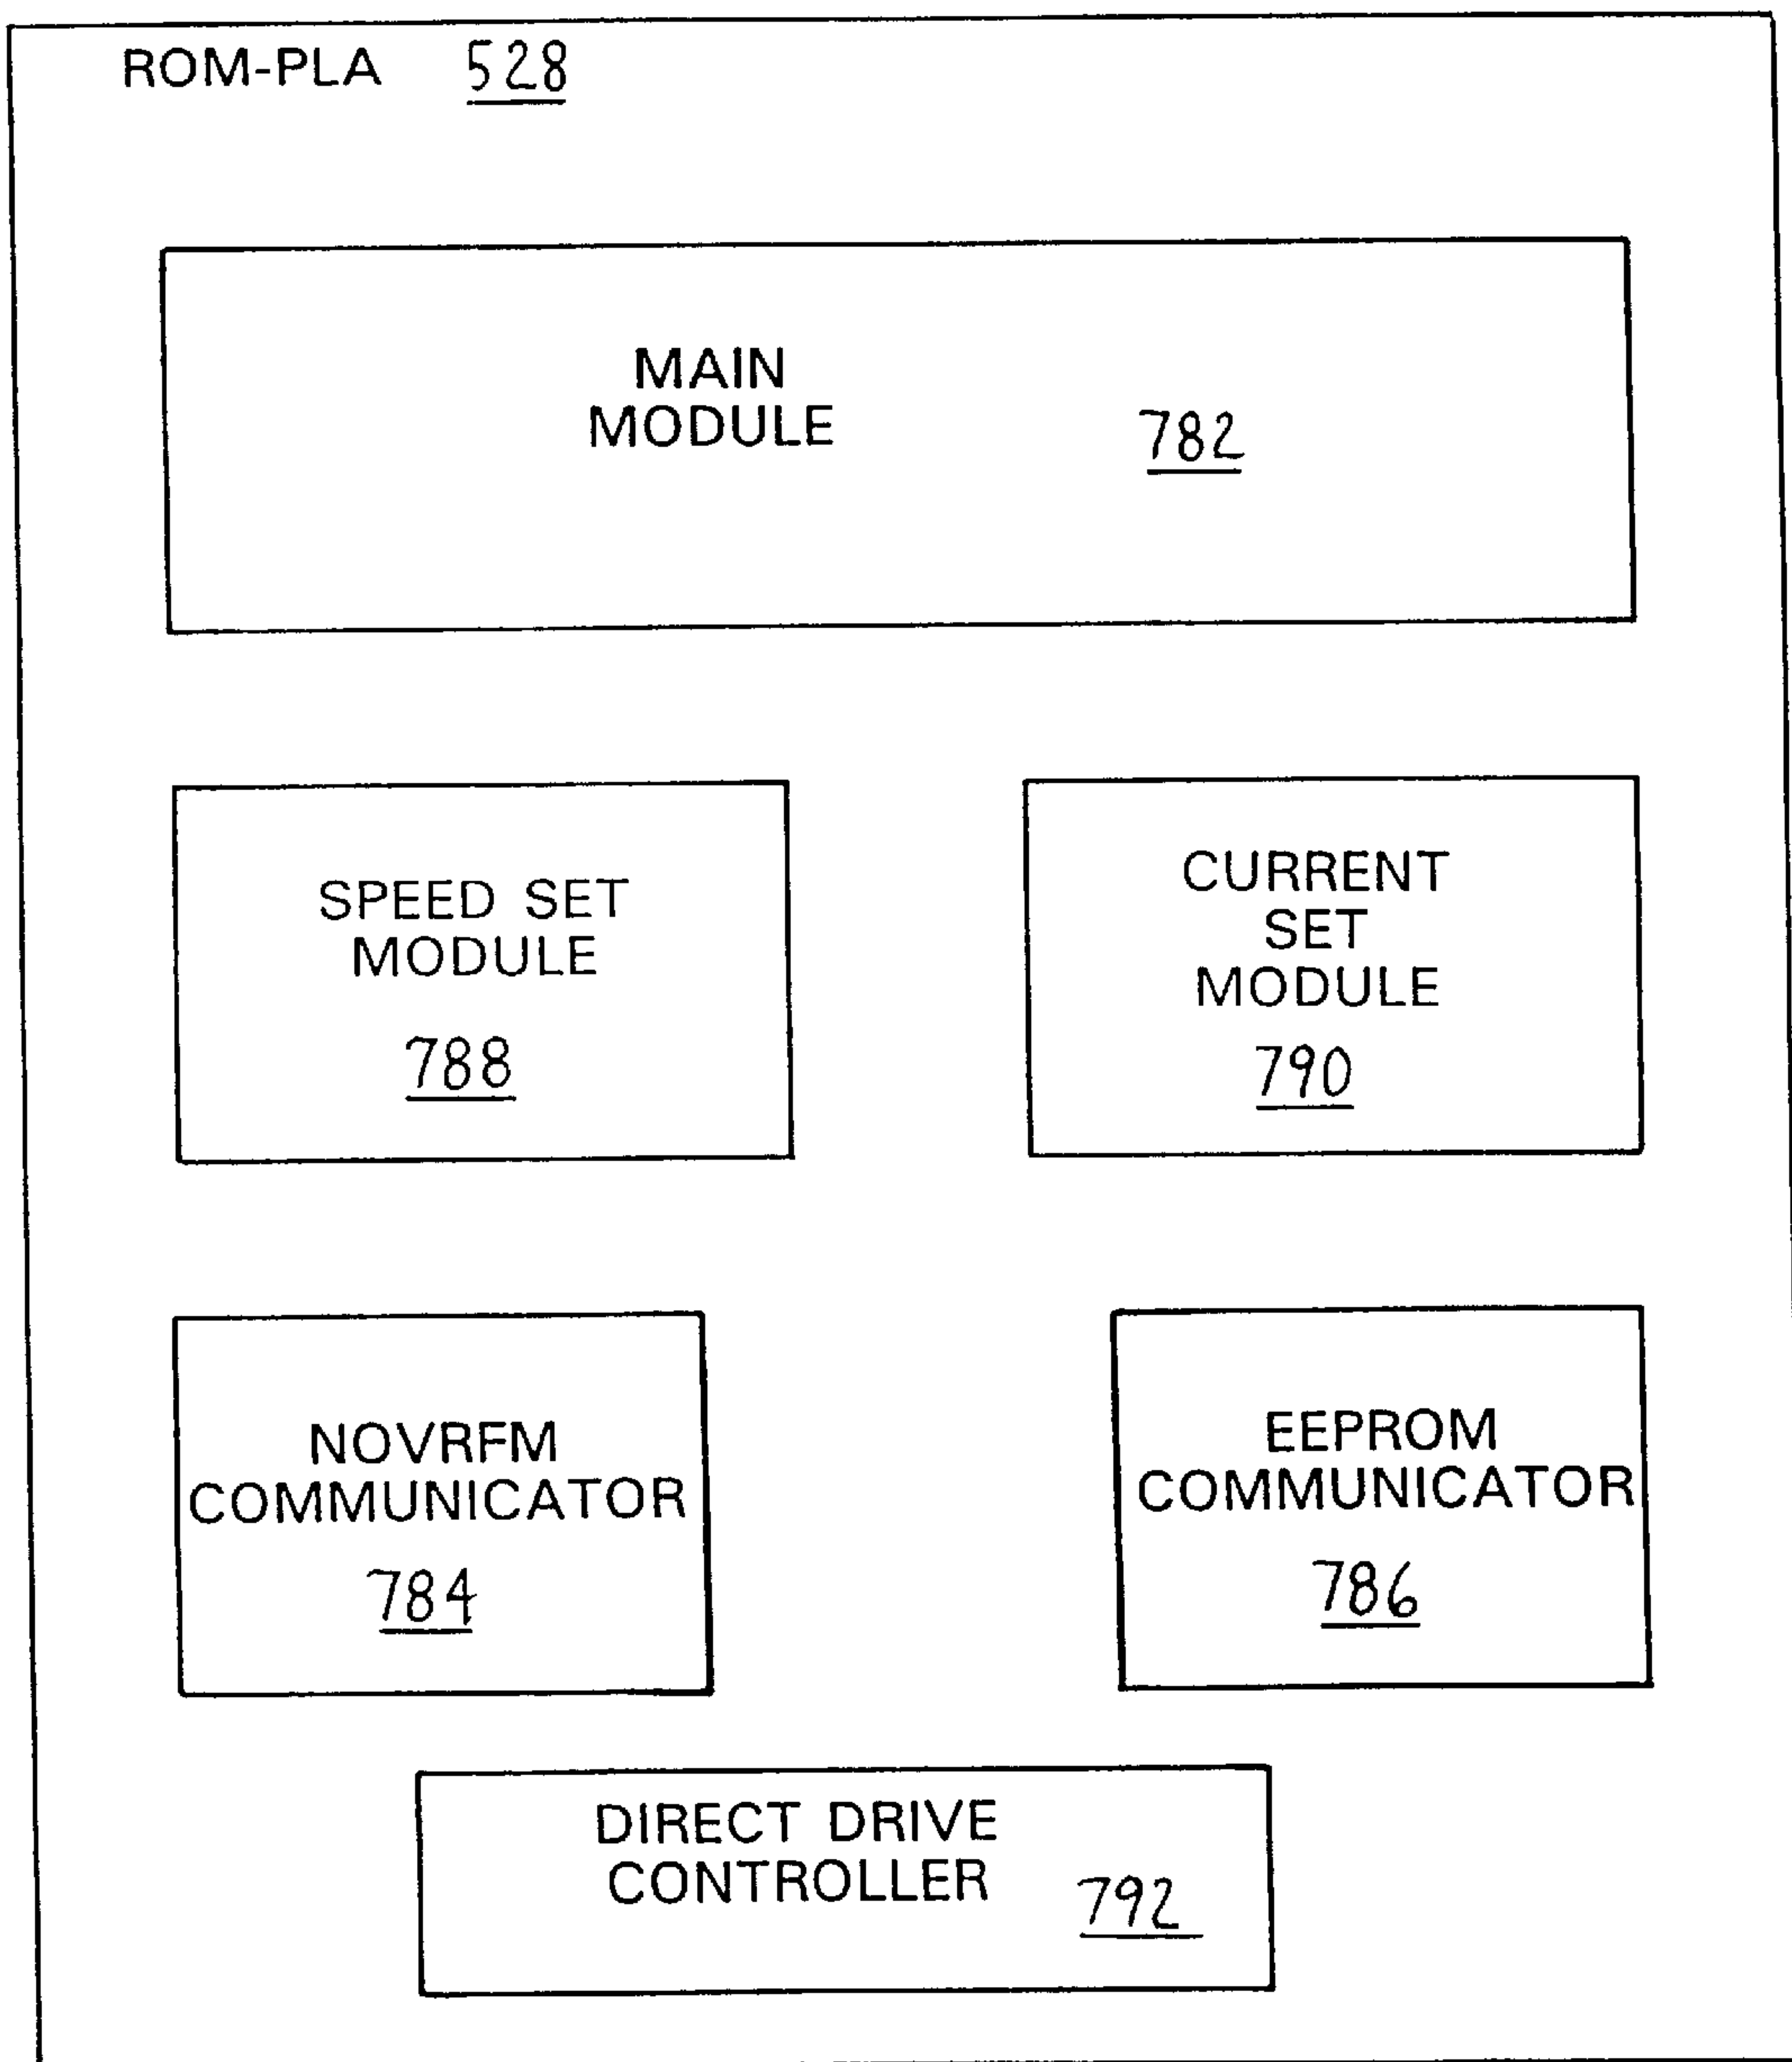 ROM-PLA 528
MAIN
MODULE 782
SPEED SET
MODULE
788
CURRENT
SET
MODULE
790
NOVRFM
COMMUNICATOR
784
EEPROM
COMMUNICATOR
786
DIRECT DRIVE
CONTROLLER 792